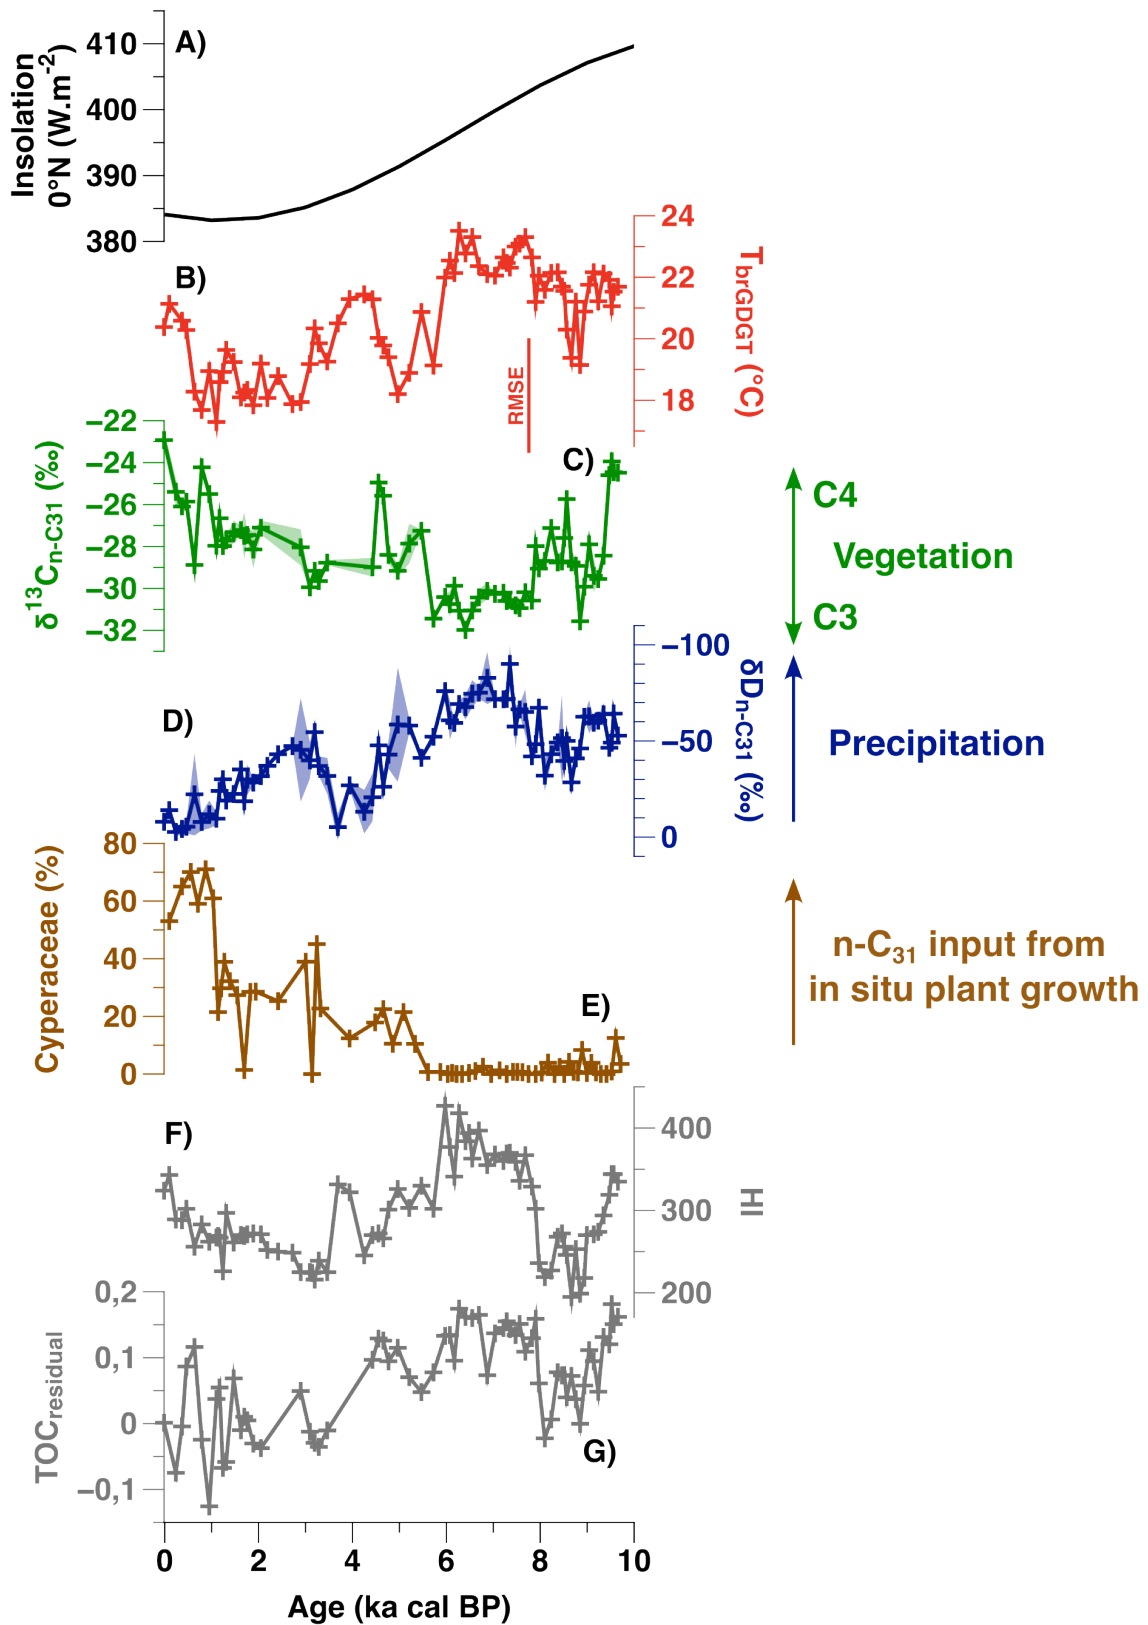 A)
Insolation
0°N (W.m-2)
410
400
390
380
B)
24
22
20
18
TbrGDGT (°C)
RMSE
C)
−22
−24
−26
−28
−30
−32
δ13Cn-C31 (‰)
C4
Vegetation
C3
D)
−100
−50
0
δDn-C31 (‰)
Precipitation
E)
80
60
40
20
0
Cyperaceae (%)
n-C31 input from
in situ plant growth
F)
400
300
200
HI
G)
0,2
0,1
0
−0,1
TOCresidual
0 2 4 6 8 10
Age (ka cal BP)